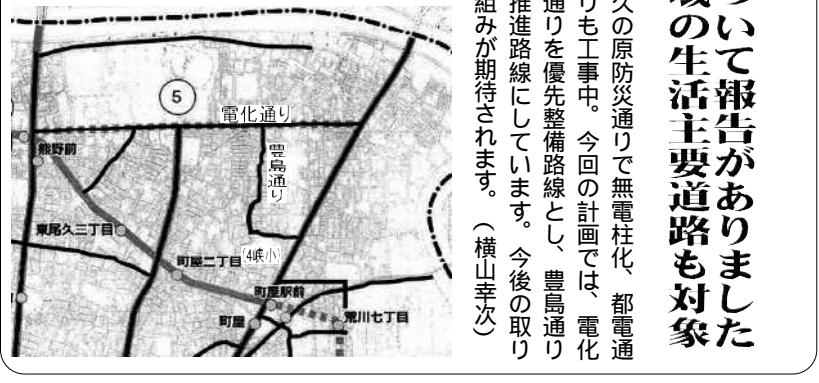 ついて報告がありました
域の生活主要道路も対象
久の原防災通りで無電柱化、都電通
りも工事中。今回の計画では、電化
通りを優先整備路線とし、豊島通り
推進路線にしています。今後の取り
組みが期待されます。（横山幸次）
5
電化通り
熊野前
豊島通り
東尾久三丁目
町屋二丁目
(4峡小)
町屋駅前
町屋
荒川七丁目